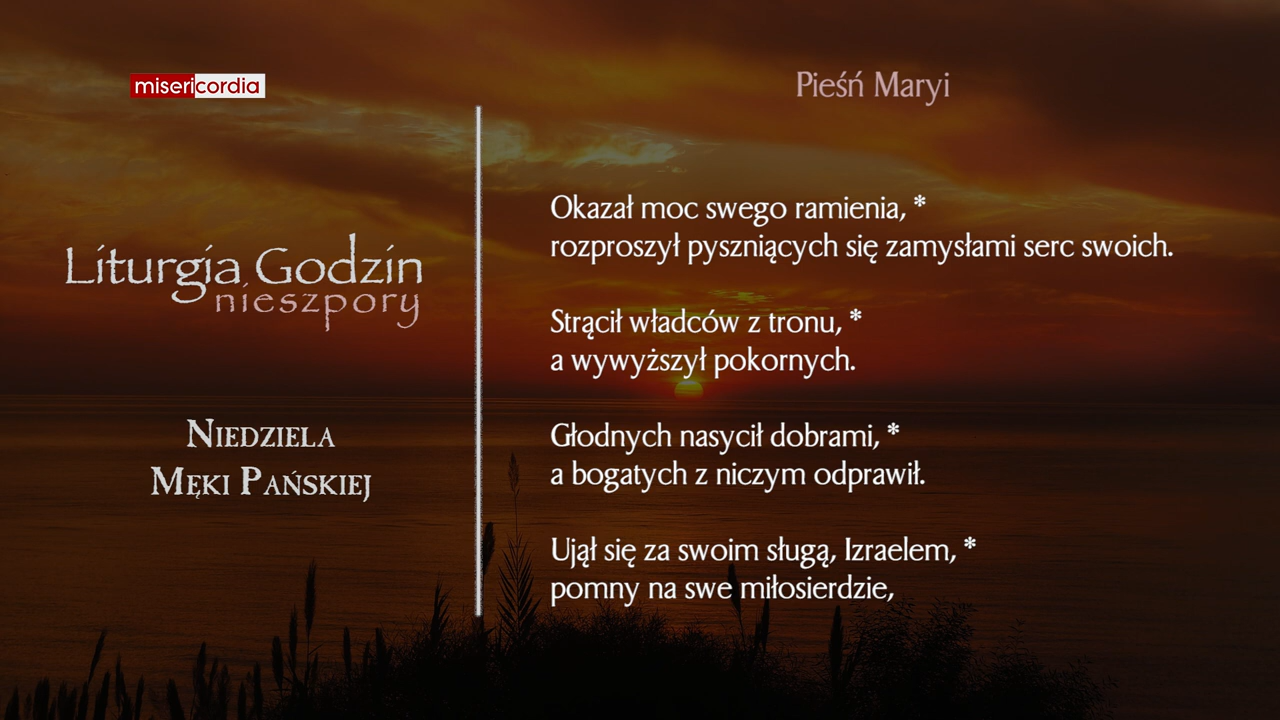 misericordia
Liturgia Godzin
nieszpory
Niedziela
Męki Pańskiej
Pieśń Maryi
Okazał moc swego ramienia, *
rozproszył pyszniących się zamysłami serc swoich.
Strącił władców z tronu, *
a wywyższył pokornych.
Głodnych nasycił dobrami, *
a bogatych z niczym odprawił.
Ujął się za swoim sługą, Izraelem, *
pomny na swe miłosierdzie,